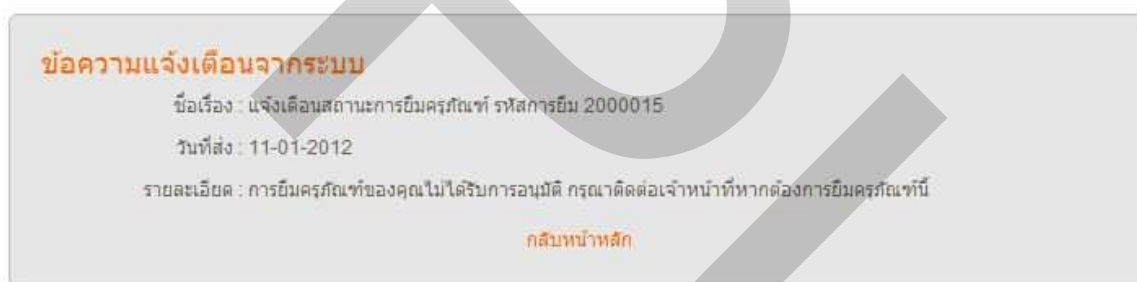 ข้อความแจ้งเตือนจากระบบ
ชื่อเรื่อง : แจ้งเตือนสถานะการยืมครุภัณฑ์ รหัสการยืม 2000015
วันที่ส่ง : 11-01-2012
รายละเอียด : การยืมครุภัณฑ์ของคุณไม่ได้รับการอนุมัติ กรุณาติดต่อเจ้าหน้าที่หากต้องการยืมครุภัณฑ์นี้
กลับหน้าหลัก